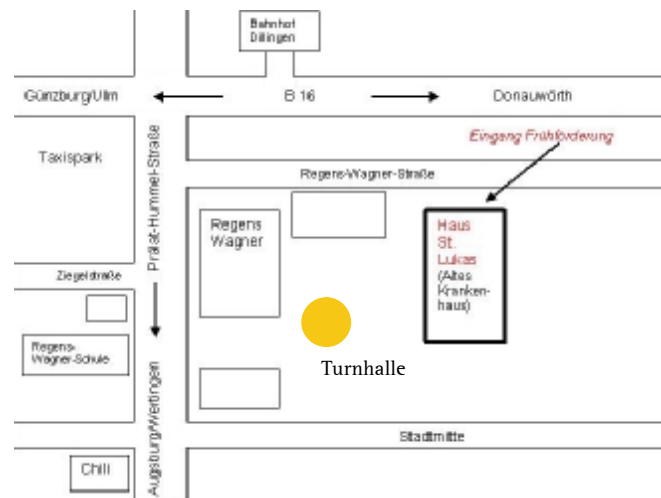 Bahnhof
Dillingen
Günzburg/Ulm
B 16
Donauwörth
Eingang Frühförderung
Taxispark
Prälat-Hummel-Straße
Regens-Wagner-Straße
Regens
Wagner
Haus
St.
Lukas
(Altes
Kranken-
haus)
Ziegelstraße
Regens-
Wagner-Schule
Turnhalle
Augsburg/Wertingen
Stadtmitte
Chili